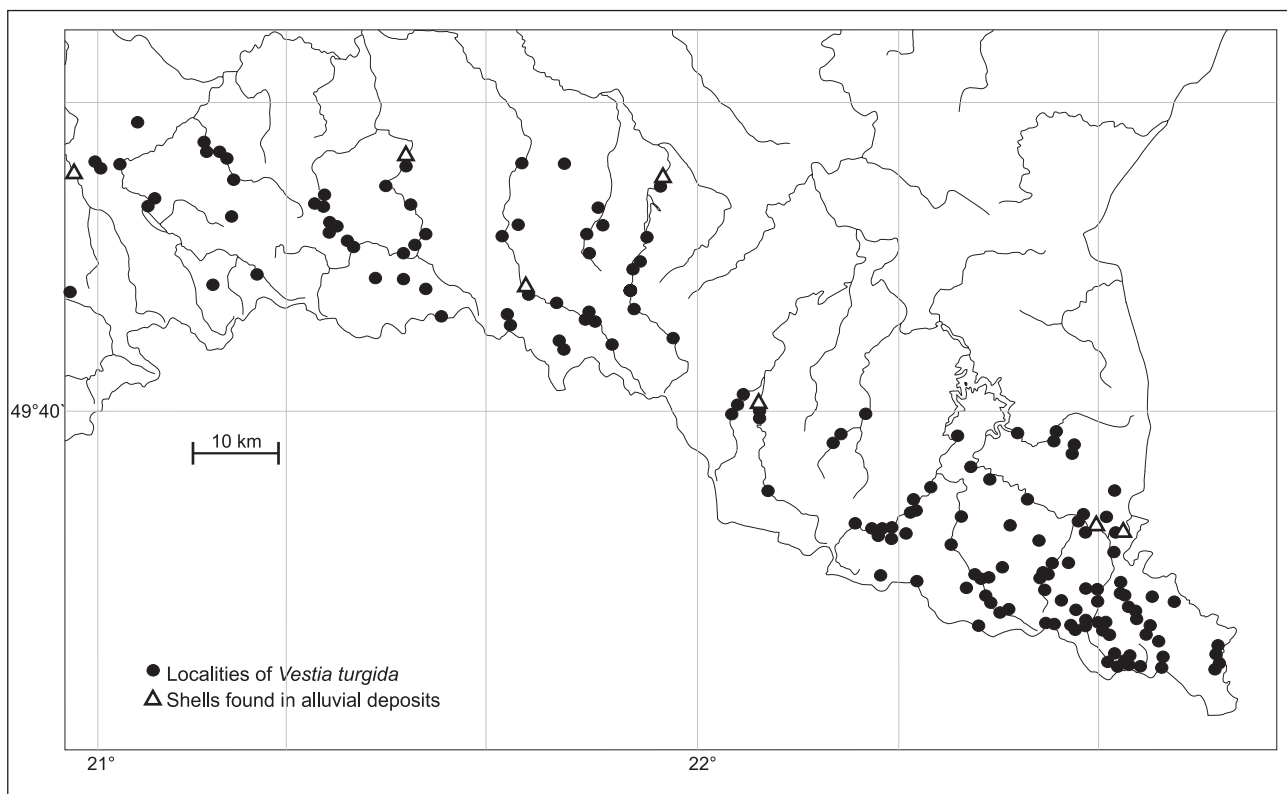 49°40`
10 km
Localities of Vestia turgida
Shells found in alluvial deposits
21°
22°